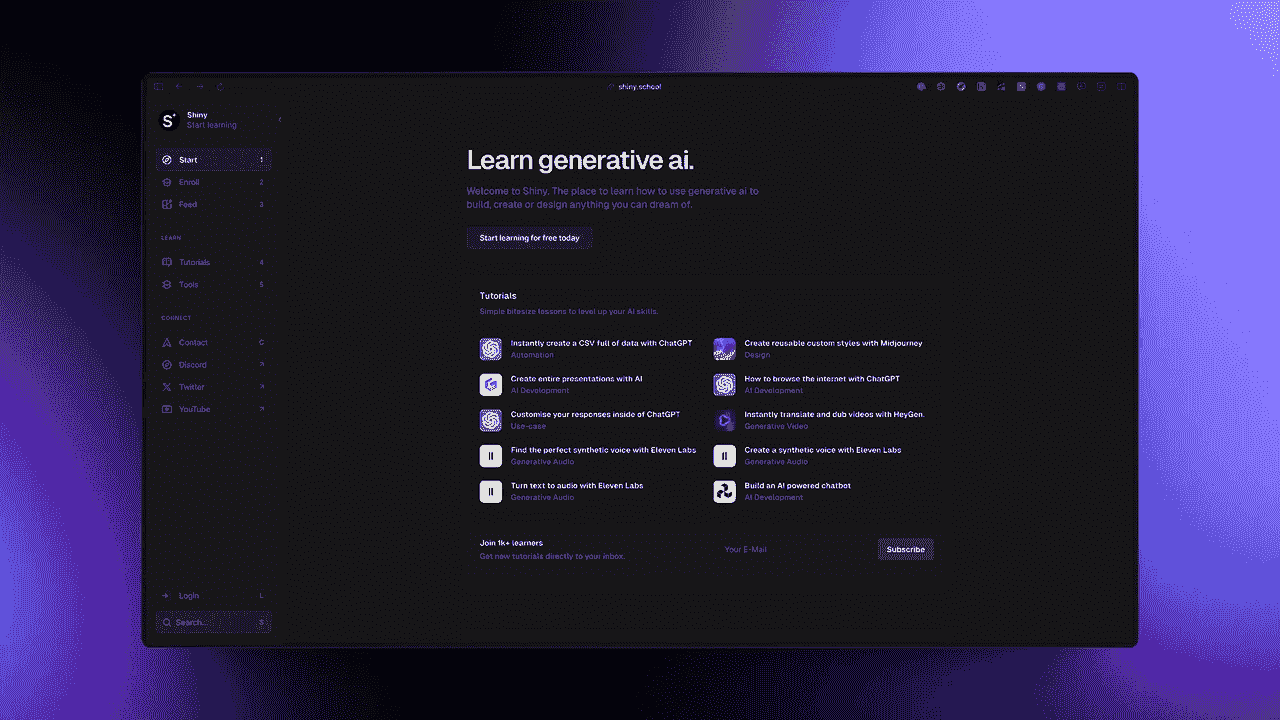 shiny.school
Shiny
Start learning
Start 1
Enroll 2
Feed 3
LEARN
Tutorials 4
Tools 5
CONNECT
Contact C
Discord
Twitter
YouTube
Login L
Search... S
Learn generative ai.
Welcome to Shiny. The place to learn how to use generative ai to
build, create or design anything you can dream of.
Start learning for free today
Tutorials
Simple bitesize lessons to level up your AI skills.
Instantly create a CSV full of data with ChatGPT
Automation
Create reusable custom styles with Midjourney
Design
Create entire presentations with AI
AI Development
How to browse the internet with ChatGPT
AI Development
Customise your responses inside of ChatGPT
Use-case
Instantly translate and dub videos with HeyGen.
Generative Video
Find the perfect synthetic voice with Eleven Labs
Generative Audio
Create a synthetic voice with Eleven Labs
Generative Audio
Turn text to audio with Eleven Labs
Generative Audio
Build an AI powered chatbot
AI Development
Join 1k+ learners
Get new tutorials directly to your inbox.
Your E-Mail
Subscribe